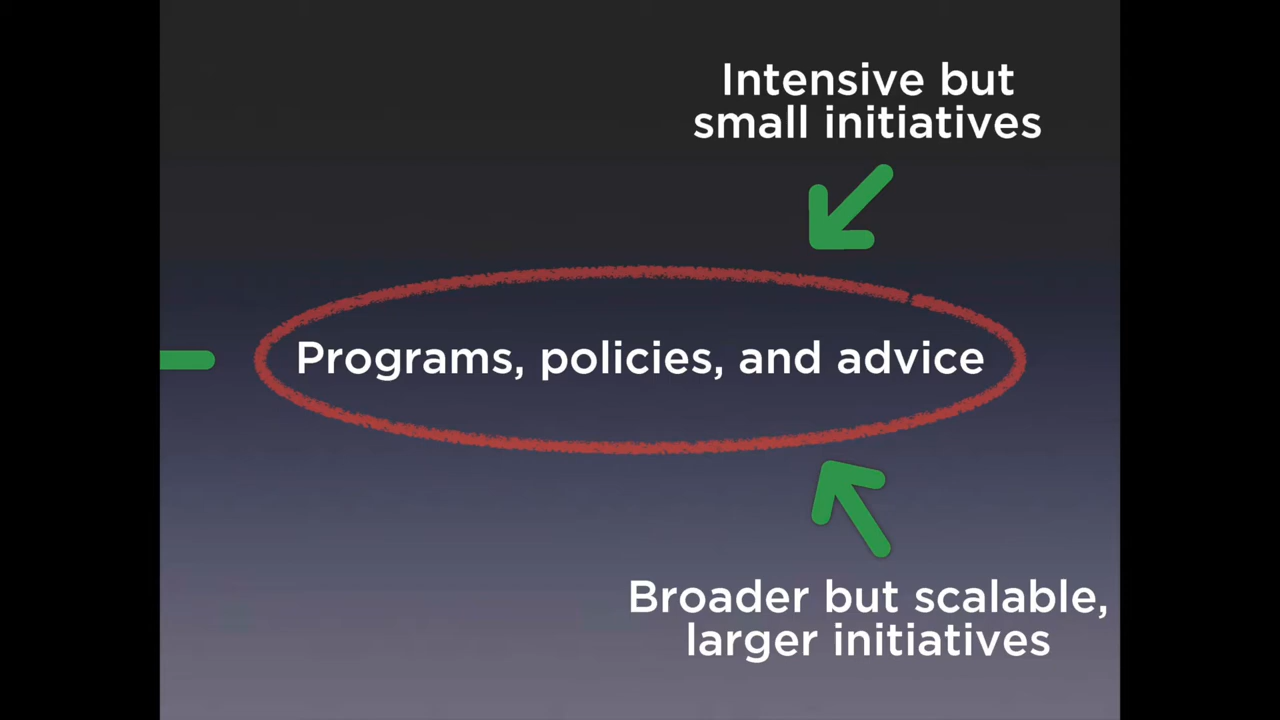 Intensive but
small initiatives
Programs, policies, and advice
Broader but scalable,
larger initiatives